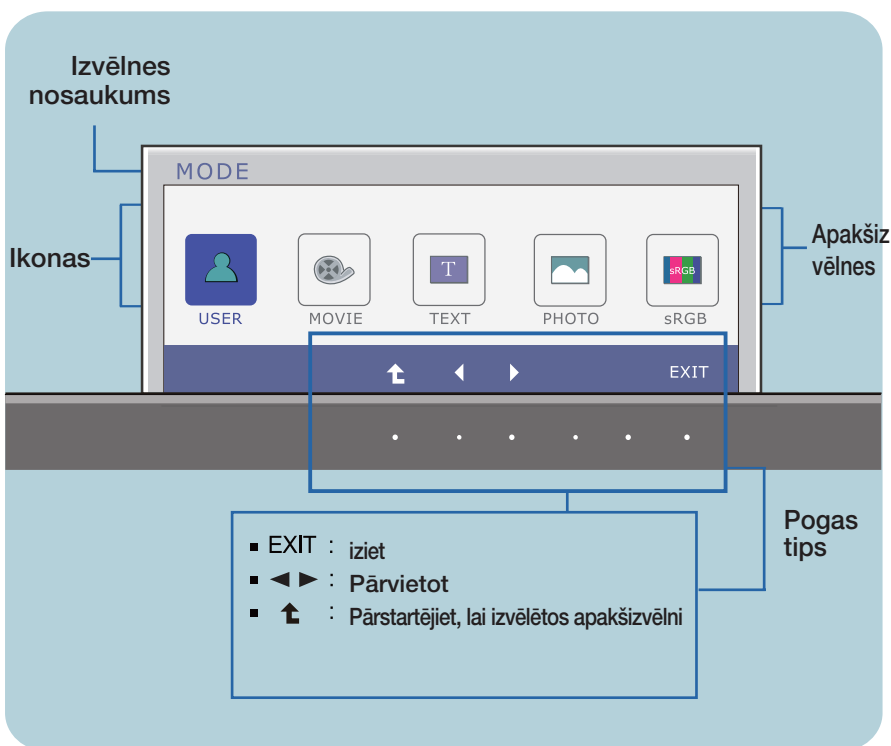 Izvēlnes
nosaukums
MODE
Ikonas
Apakšiz
vēlnes
T
sRGB
USER
MOVIE
TEXT
PHOTO
sRGB
EXIT
Pogas
tips
▪ EXIT : iziet
▪ ◄ ► : Pārvietot
▪ ⮤ : Pārstartējiet, lai izvēlētos apakšizvēlni